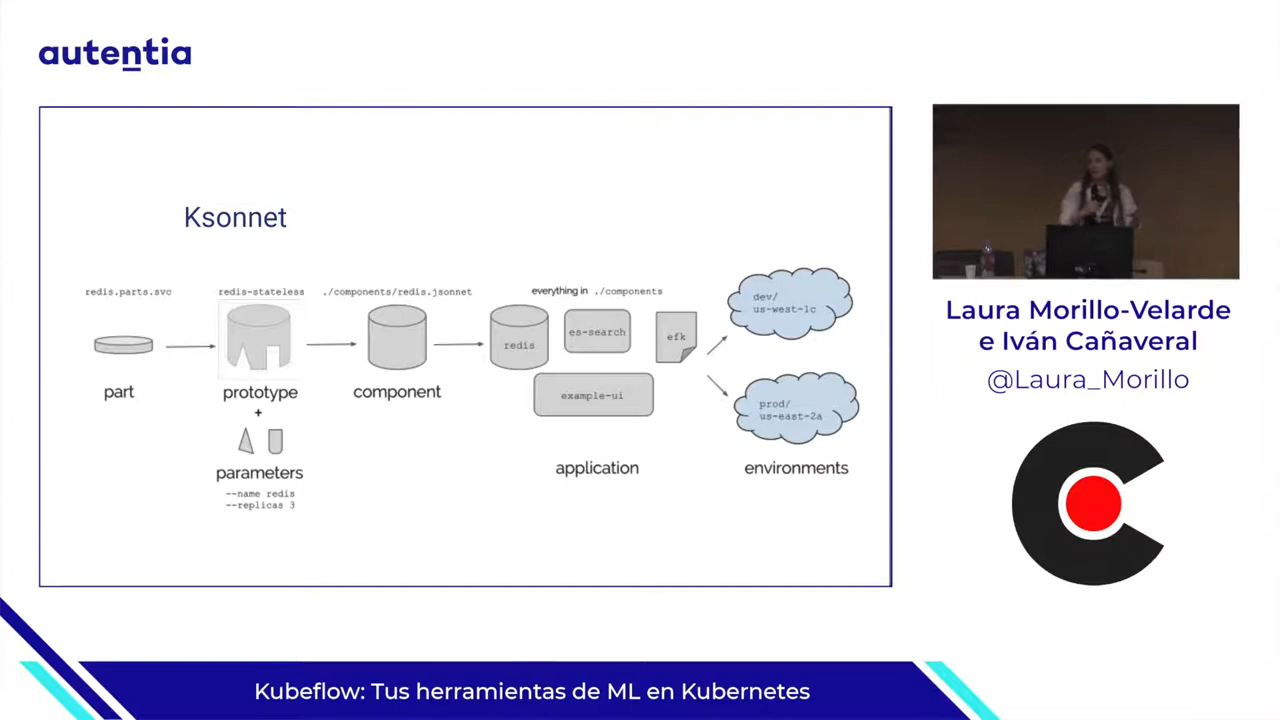 autentia
Ksonnet
redis.parts.svc
redis-stateless
./components/redis.jsonnet
everything in ./components
redis
es-search
efk
example-ui
dev/
us-west-1c
prod/
us-east-2a
part
prototype
+
parameters
--name redis
--replicas 3
component
application
environments
Laura Morillo-Velarde
e Iván Cañaveral
@Laura_Morillo
Kubeflow: Tus herramientas de ML en Kubernetes